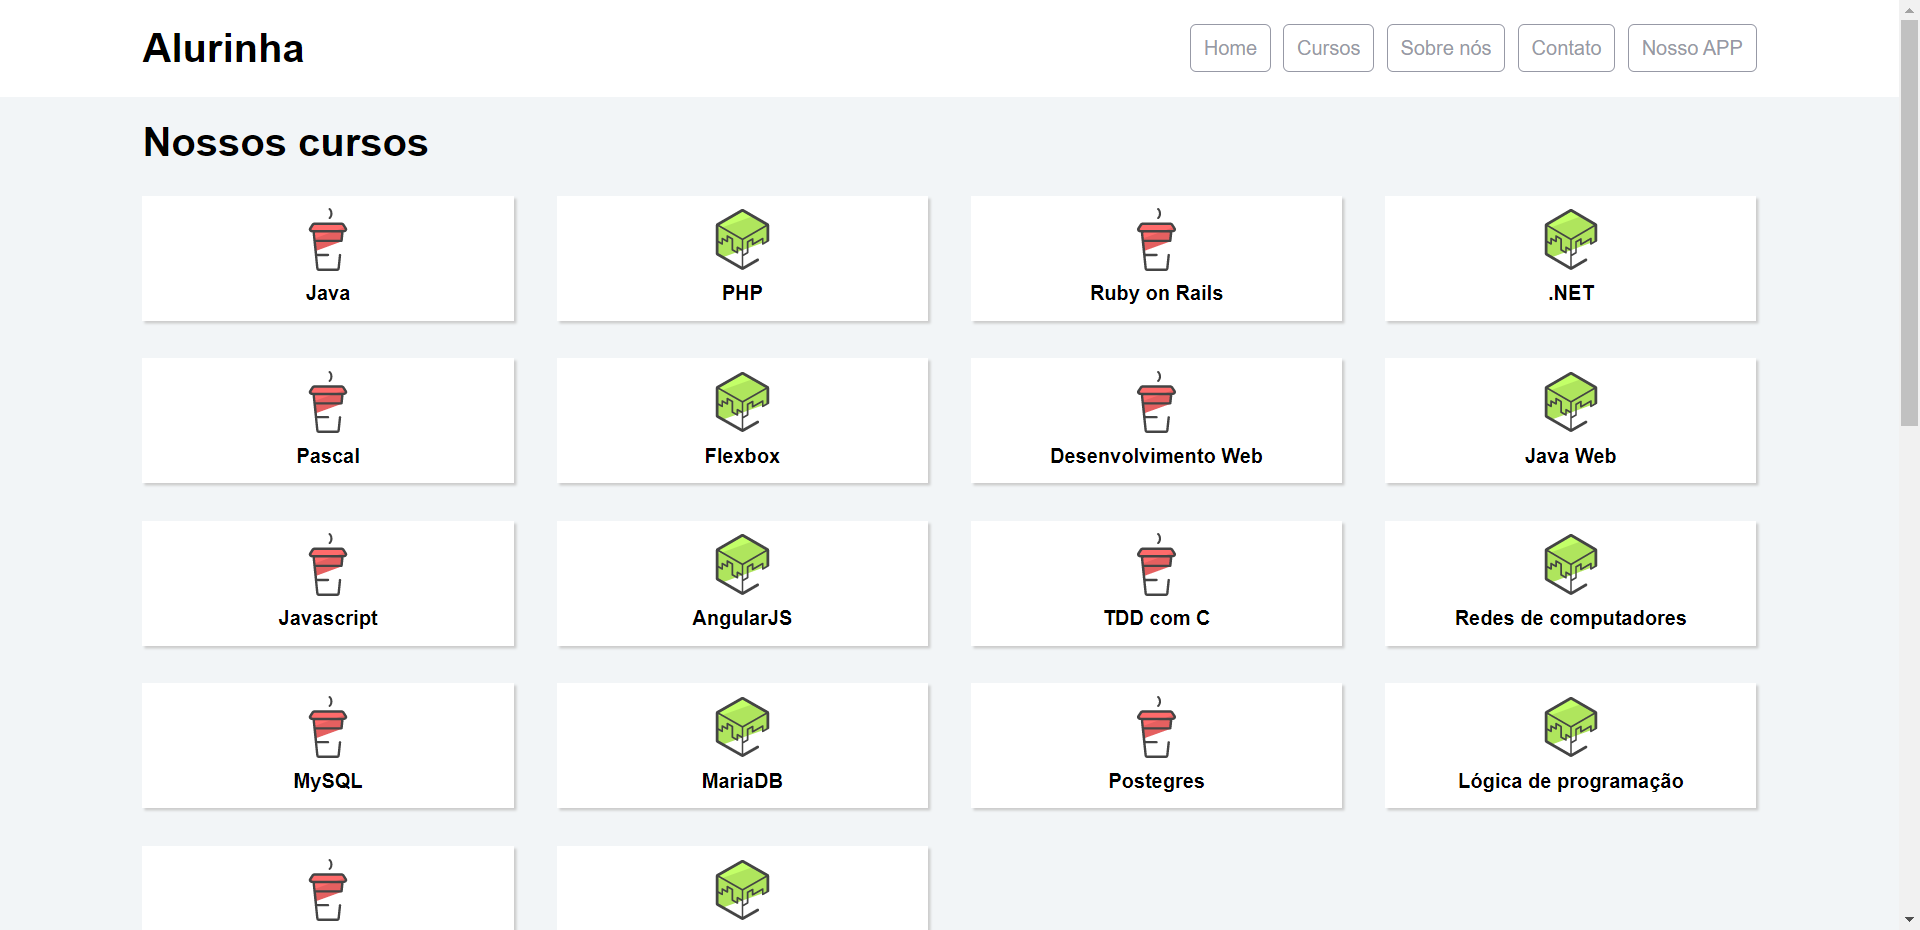 Alurinha
Home Cursos Sobre nós Contato Nosso APP
Nossos cursos
Java PHP Ruby on Rails .NET
Pascal Flexbox Desenvolvimento Web Java Web
Javascript AngularJS TDD com C Redes de computadores
MySQL MariaDB Postegres Lógica de programação